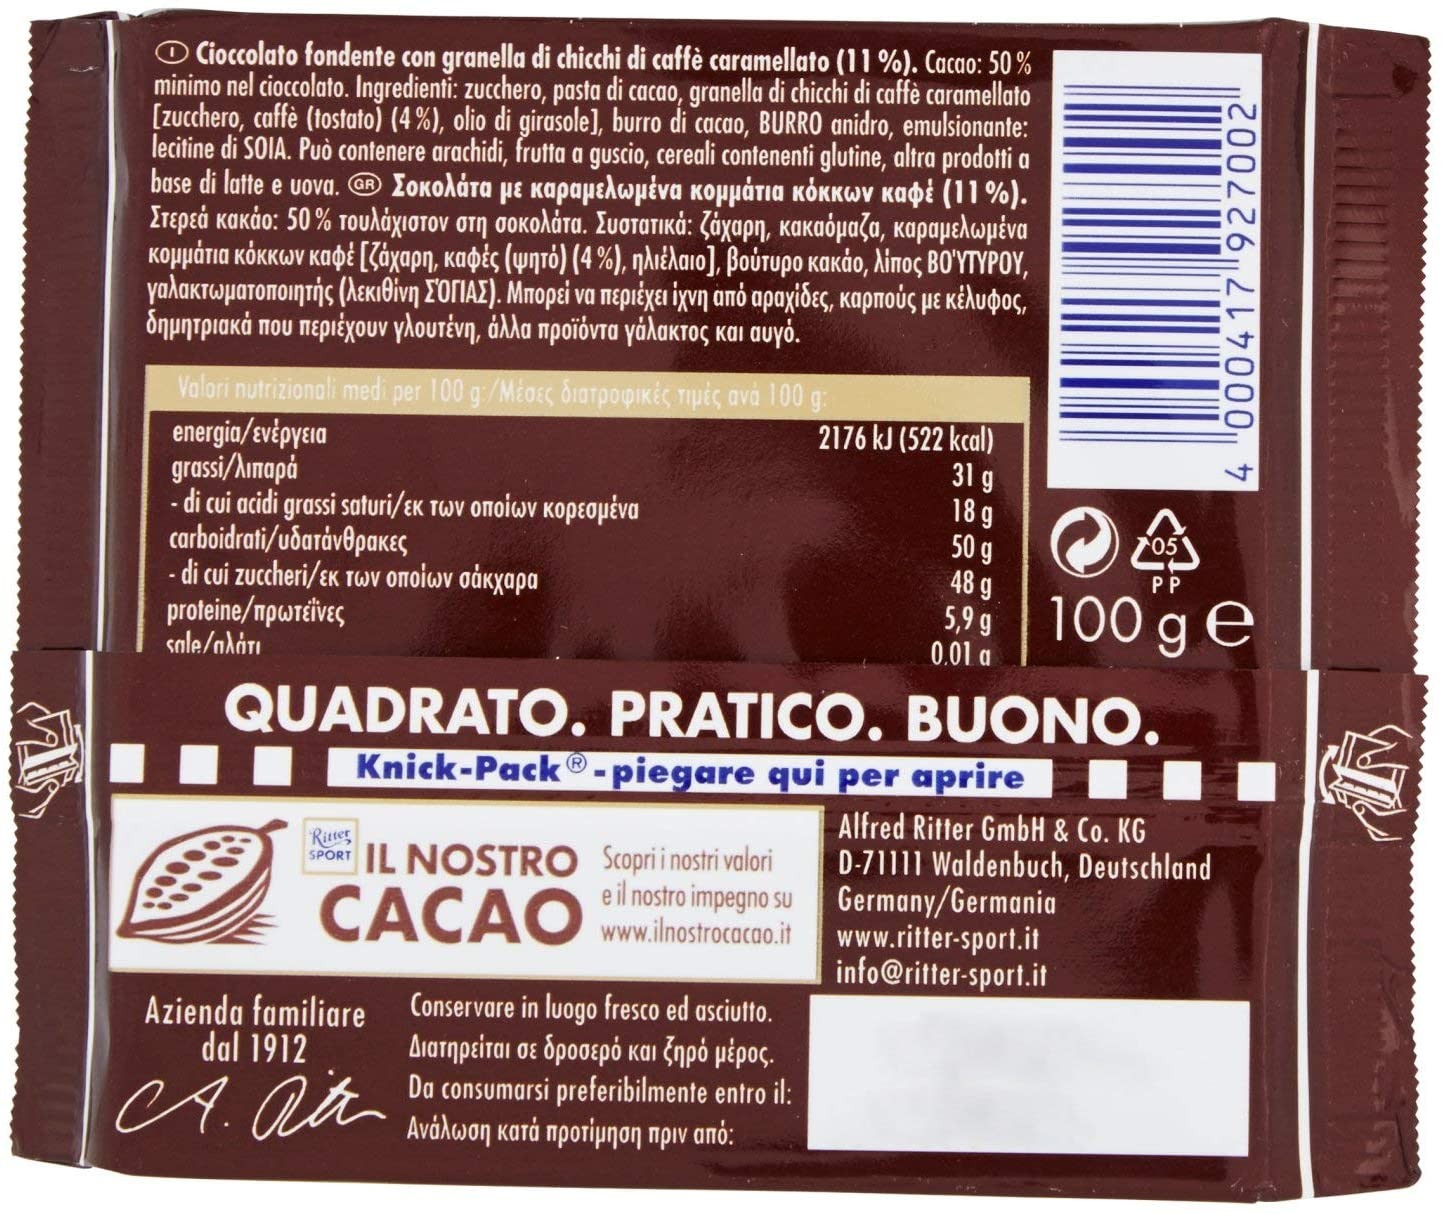 I Cioccolato fondente con granella di chicchi di caffè caramellato (11 %). Cacao: 50 %
minimo nel cioccolato. Ingredienti: zucchero, pasta di cacao, granella di chicchi di caffè caramellato
[zucchero, caffè (tostato) (4 %), olio di girasole], burro di cacao, BURRO anidro, emulsionante:
lecitine di SOIA. Può contenere arachidi, frutta a guscio, cereali contenenti glutine, altra prodotti a
base di latte e uova. GR Σοκολάτα με καραμελωμένα κομμάτια κόκκων καφέ (11 %).
Στερεά κακάο: 50 % τουλάχιστον στη σοκολάτα. Συστατικά: ζάχαρη, κακαόμαζα, καραμελωμένα
κομμάτια κόκκων καφέ [ζάχαρη, καφές (ψητό) (4 %), ηλιέλαιο], βούτυρο κακάο, λίπος ΒΟ'ΥΤΥΡΟΥ,
γαλακτωματοποιητής (λεκιθίνη Σ'ΟΓΙΑΣ). Μπορεί να περιέχει ίχνη από αραχίδες, καρπούς με κέλυφος,
δημητριακά που περιέχουν γλουτένη, άλλα προϊόντα γάλακτος και αυγό.
Valori nutrizionali medi per 100 g:/Μέσες διατροφικές τιμές ανά 100 g:
energia/ενέργεια 2176 kJ (522 kcal)
grassi/λιπαρά 31 g
- di cui acidi grassi saturi/εκ των οποίων κορεσμένα 18 g
carboidrati/υδατάνθρακες 50 g
- di cui zuccheri/εκ των οποίων σάκχαρα 48 g
proteine/πρωτεΐνες 5,9 g
sale/αλάτι 0,01 g
4 000417 927002
05
PP
100 g e
QUADRATO. PRATICO. BUONO.
Knick-Pack® - piegare qui per aprire
Ritter
SPORT
IL NOSTRO
CACAO
Scopri i nostri valori
e il nostro impegno su
www.ilnostrocacao.it
Alfred Ritter GmbH & Co. KG
D-71111 Waldenbuch, Deutschland
Germany/Germania
www.ritter-sport.it
info@ritter-sport.it
Azienda familiare
dal 1912
Conservare in luogo fresco ed asciutto.
Διατηρείται σε δροσερό και ξηρό μέρος.
Da consumarsi preferibilmente entro il:
Ανάλωση κατά προτίμηση πριν από: